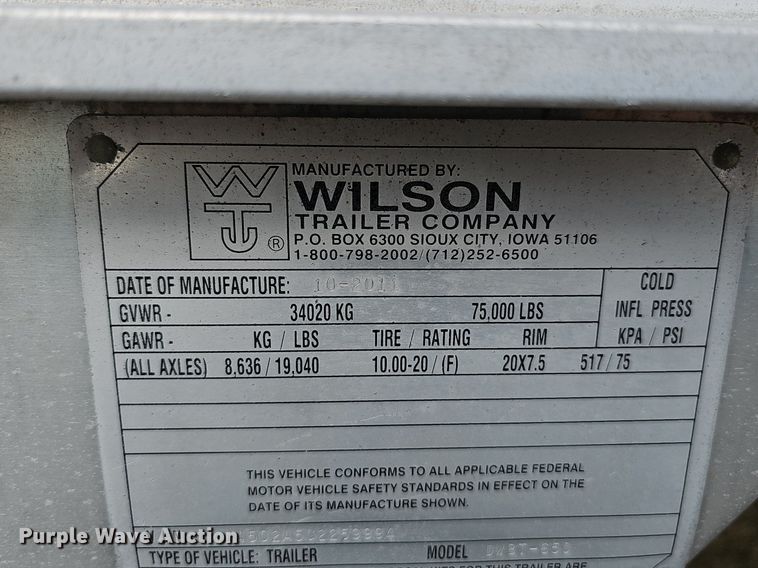 MANUFACTURED BY:
WILSON
TRAILER COMPANY
P.O. BOX 6300 SIOUX CITY, IOWA 51106
1-800-798-2002/(712)252-6500
®
DATE OF MANUFACTURE: 10-2011
COLD
INFL PRESS
KPA / PSI
GVWR - 34020 KG 75,000 LBS
GAWR - KG / LBS TIRE / RATING RIM
(ALL AXLES) 8,636 / 19,040 10.00-20 / (F) 20X7.5 517 / 75
THIS VEHICLE CONFORMS TO ALL APPLICABLE FEDERAL
MOTOR VEHICLE SAFETY STANDARDS IN EFFECT ON THE
DATE OF ITS MANUFACTURE SHOWN.
Purple Wave Auction
TYPE OF VEHICLE: TRAILER MODEL